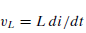 v_L = L di/dt